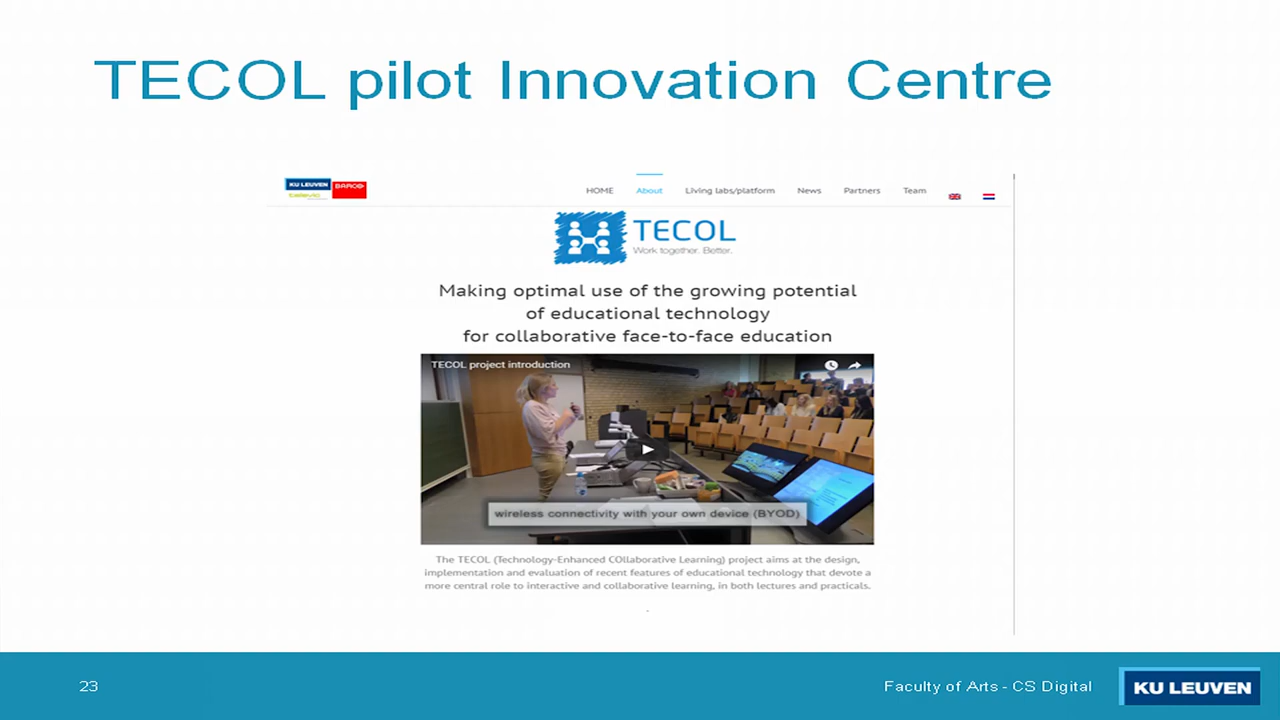 TECOL pilot Innovation Centre
KU LEUVEN
BARCO
televic
HOME About Living labs/platform News Partners Team
TECOL
Work together. Better.
Making optimal use of the growing potential
of educational technology
for collaborative face-to-face education
TECOL project introduction
wireless connectivity with your own device (BYOD)
The TECOL (Technology-Enhanced COllaborative Learning) project aims at the design,
implementation and evaluation of recent features of educational technology that devote a
more central role to interactive and collaborative learning, in both lectures and practicals.
23
Faculty of Arts - CS Digital
KU LEUVEN